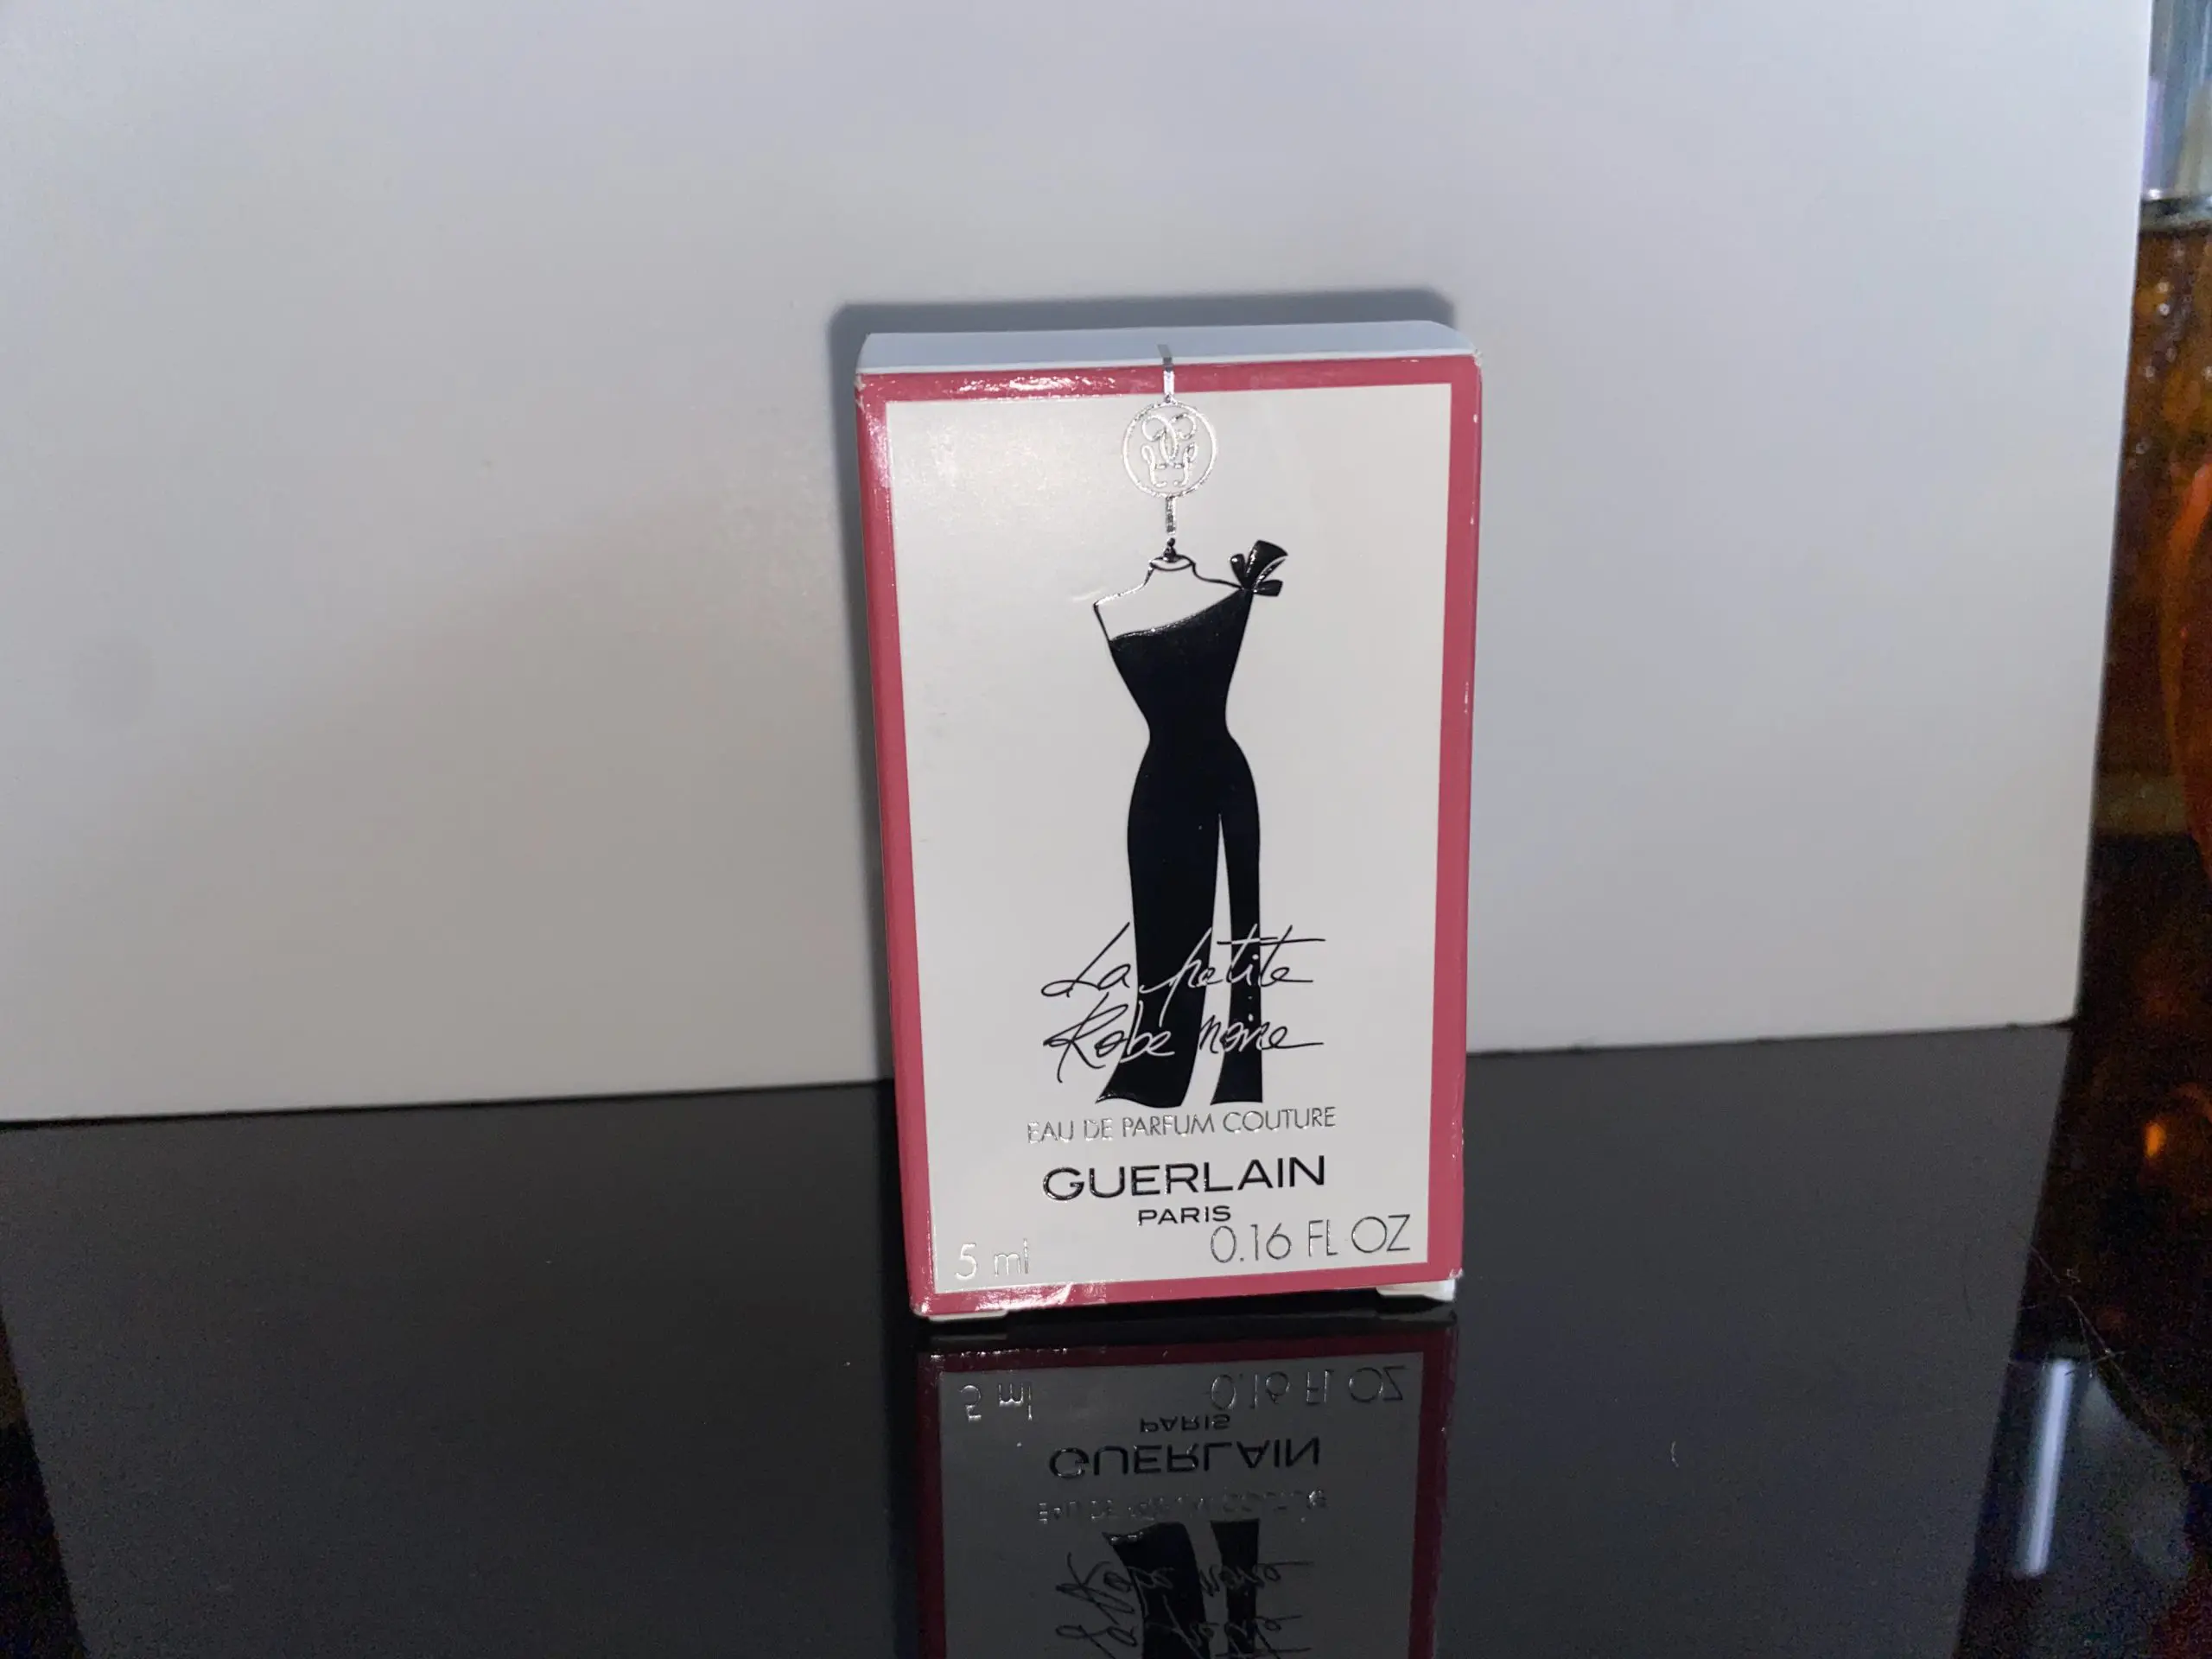 La petite
Robe noire
EAU DE PARFUM COUTURE
GUERLAIN
PARIS
5 ml 0.16 FL OZ